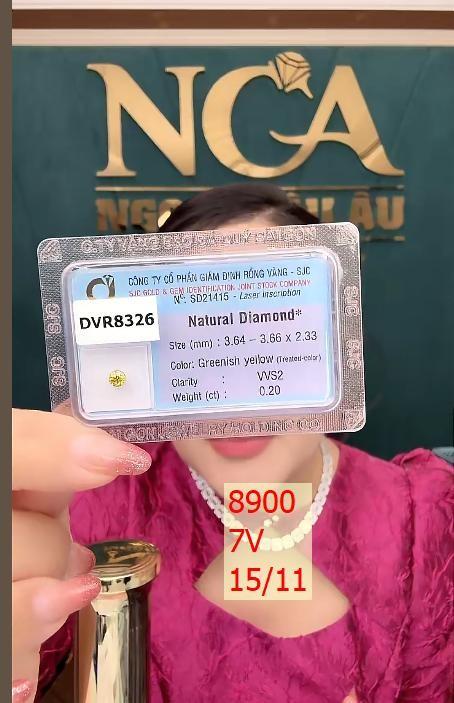 NCA
CÔNG TY CỔ PHẦN GIÁM ĐỊNH RỒNG VÀNG - SJC
SJC GOLD & GEM IDENTIFICATION JOINT STOCK COMPANY
Nº: SD21415 - Laser inscription
DVR8326
Natural Diamond*
Size (mm) : 3.64 – 3.66 x 2.33
Color: Greenish yellow (Treated-color)
Clarity : VVS2
Weight (ct) : 0.20
SJC
SJC
8900
7V
15/11